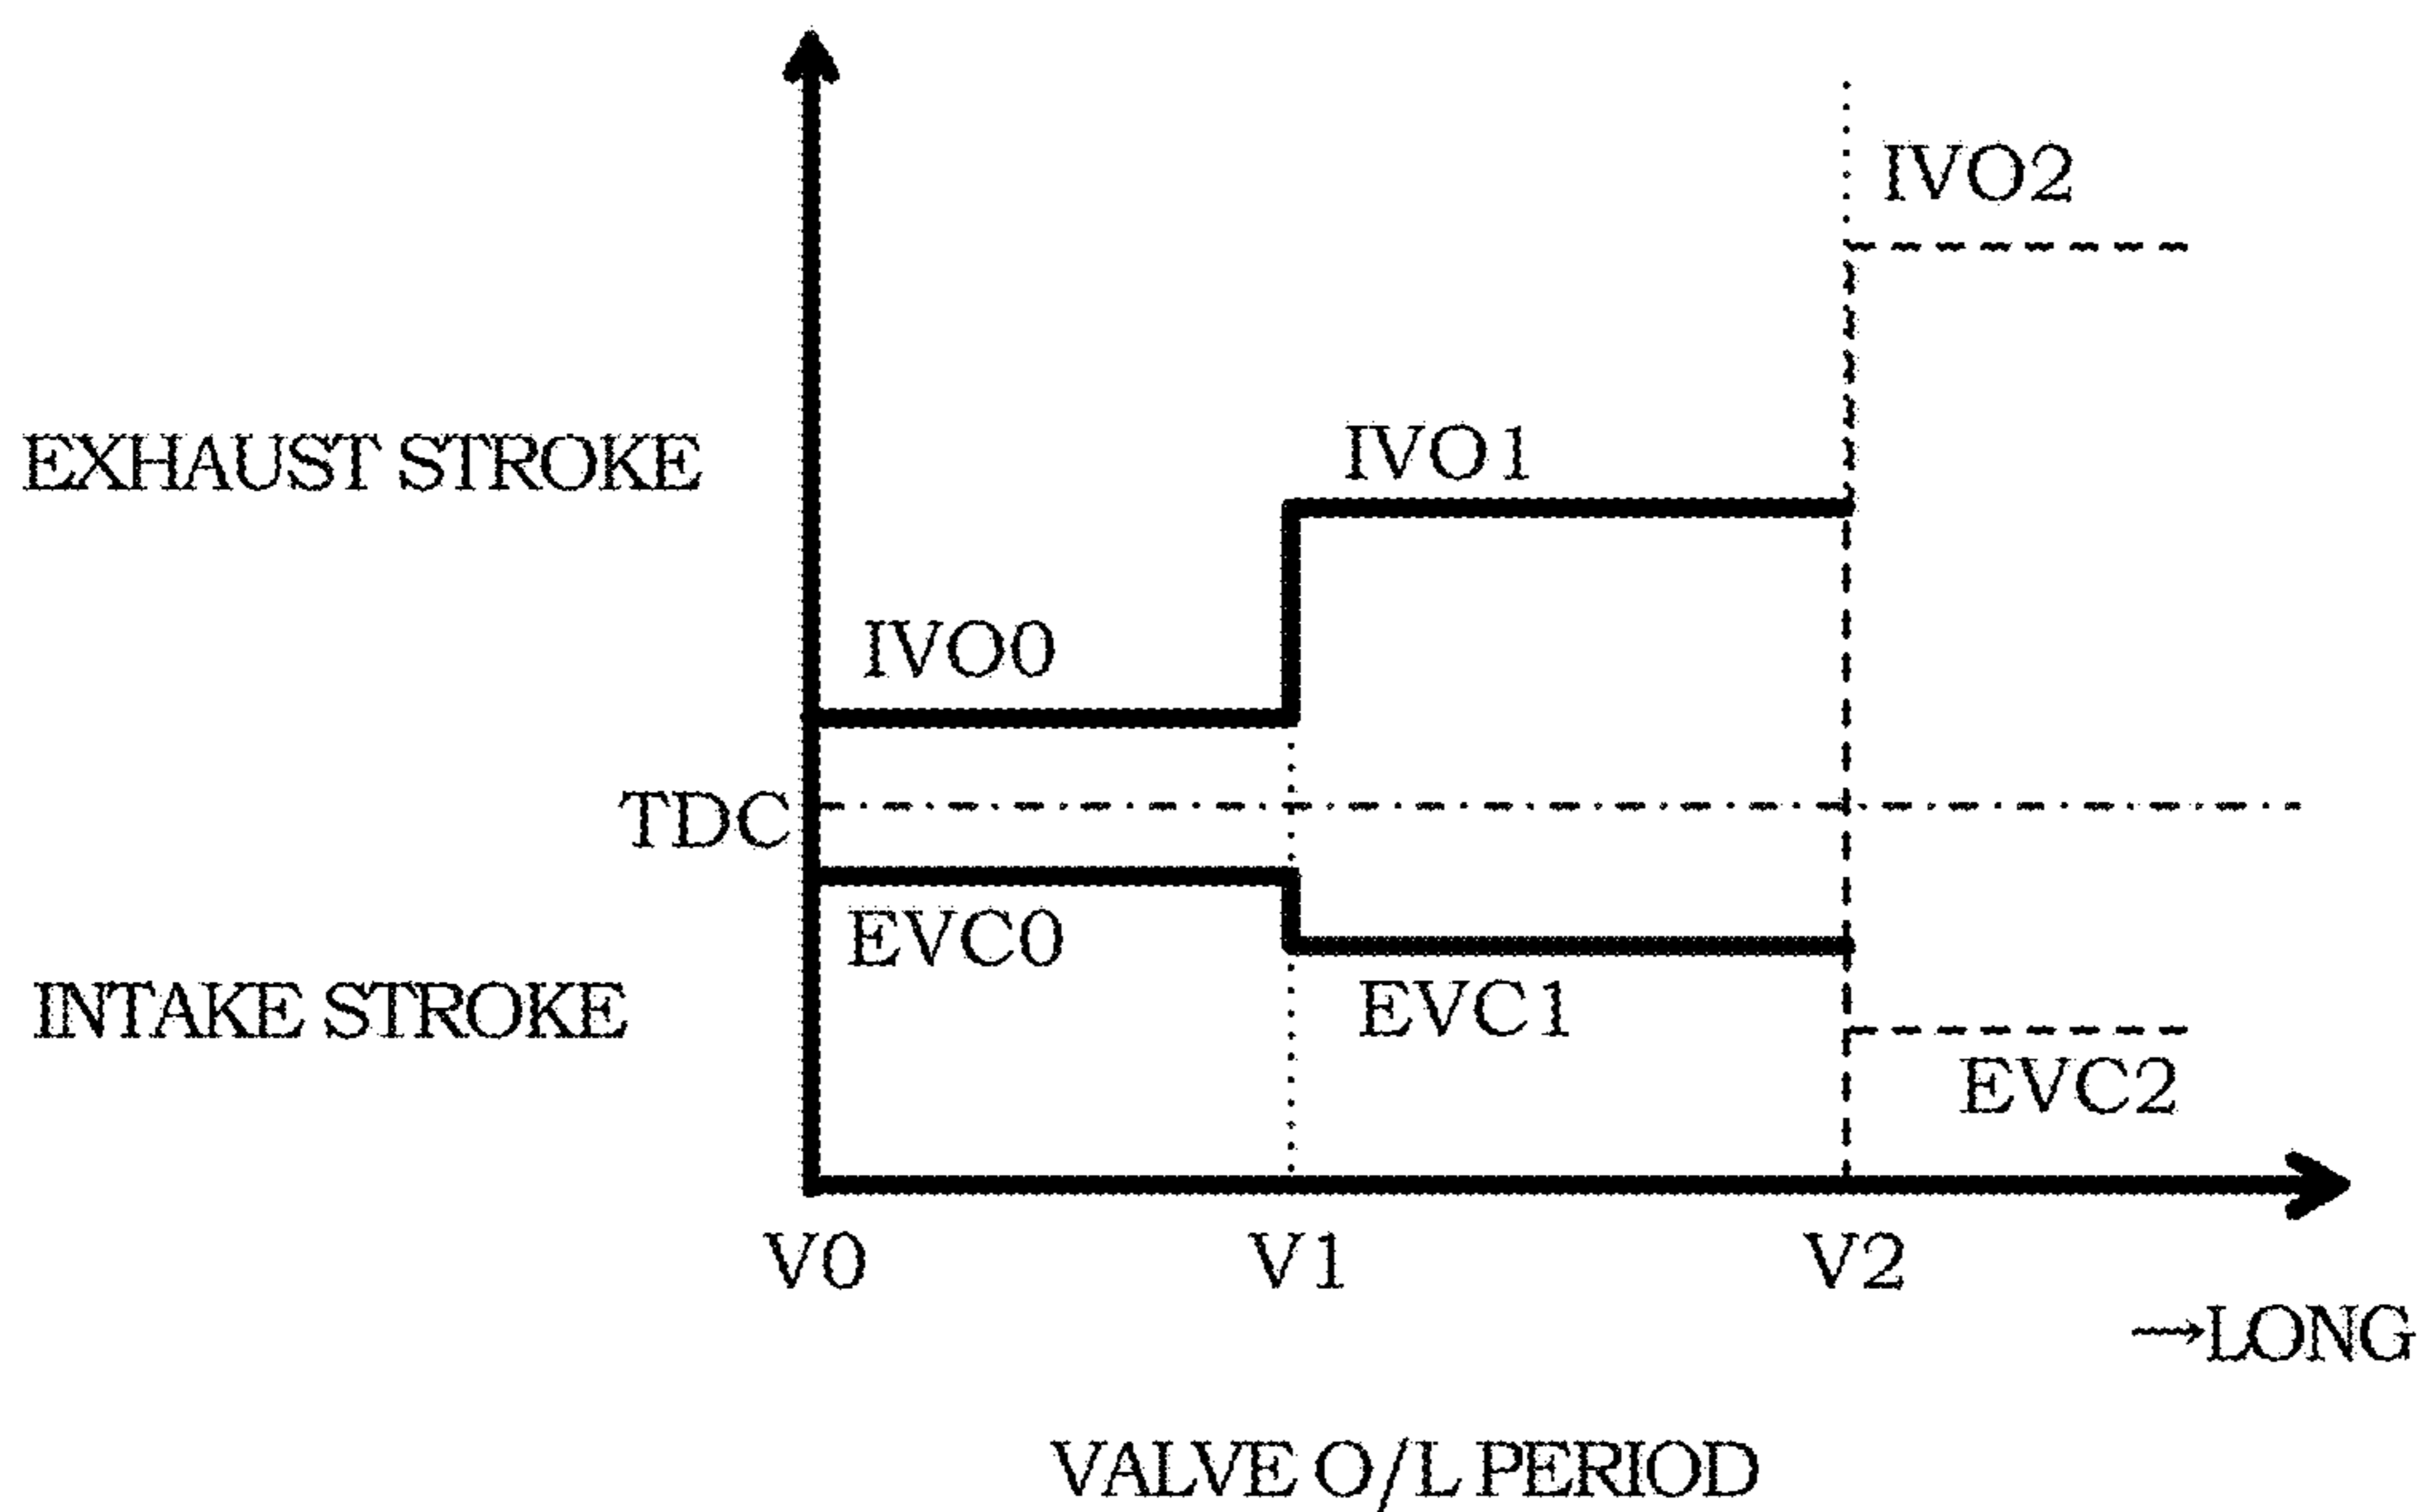 IVO2
EXHAUST STROKE
IVO1
IVO0
TDC
EVC0
INTAKE STROKE
EVC1
EVC2
V0 V1 V2
→LONG
VALVE O/L PERIOD